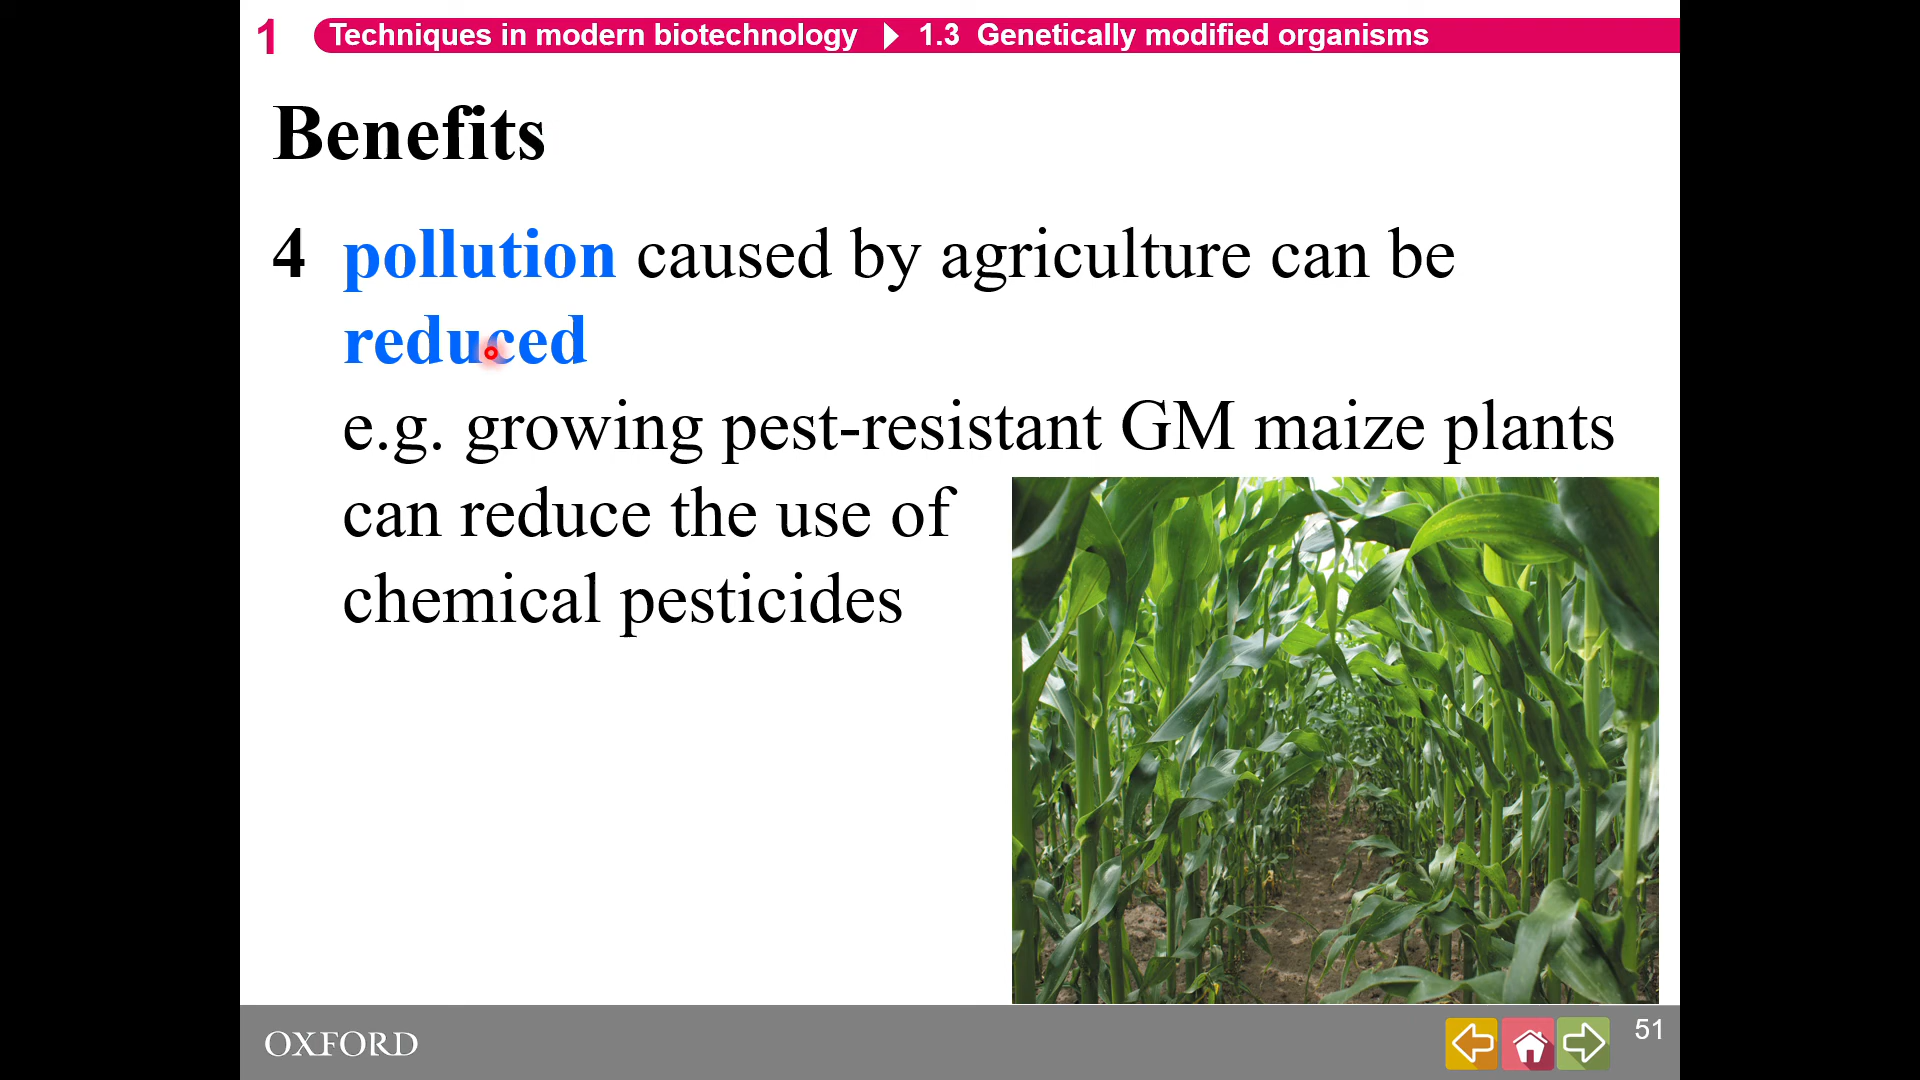 1 Techniques in modern biotechnology 1.3 Genetically modified organisms
Benefits
4 pollution caused by agriculture can be
reduced
e.g. growing pest-resistant GM maize plants
can reduce the use of
chemical pesticides
OXFORD
51